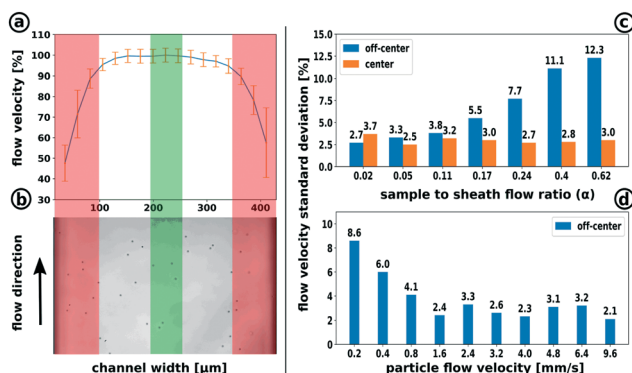 a
flow velocity [%]
110
100
90
80
70
60
50
40
30
100
200
300
400
b
flow direction
channel width [μm]
c
flow velocity standard deviation [%]
15.0
12.5
10.0
7.5
5.0
2.5
0.0
off-center
center
2.7 3.7 3.3 2.5 3.8 3.2 5.5 3.0 7.7 2.7 11.1 2.8 12.3 3.0
0.02 0.05 0.11 0.17 0.24 0.4 0.62
sample to sheath flow ratio (α)
d
10
8
6
4
2
0
off-center
8.6 6.0 4.1 2.4 3.3 2.6 2.3 3.1 3.2 2.1
0.2 0.4 0.8 1.6 2.4 3.2 4.0 4.8 6.4 9.6
particle flow velocity [mm/s]